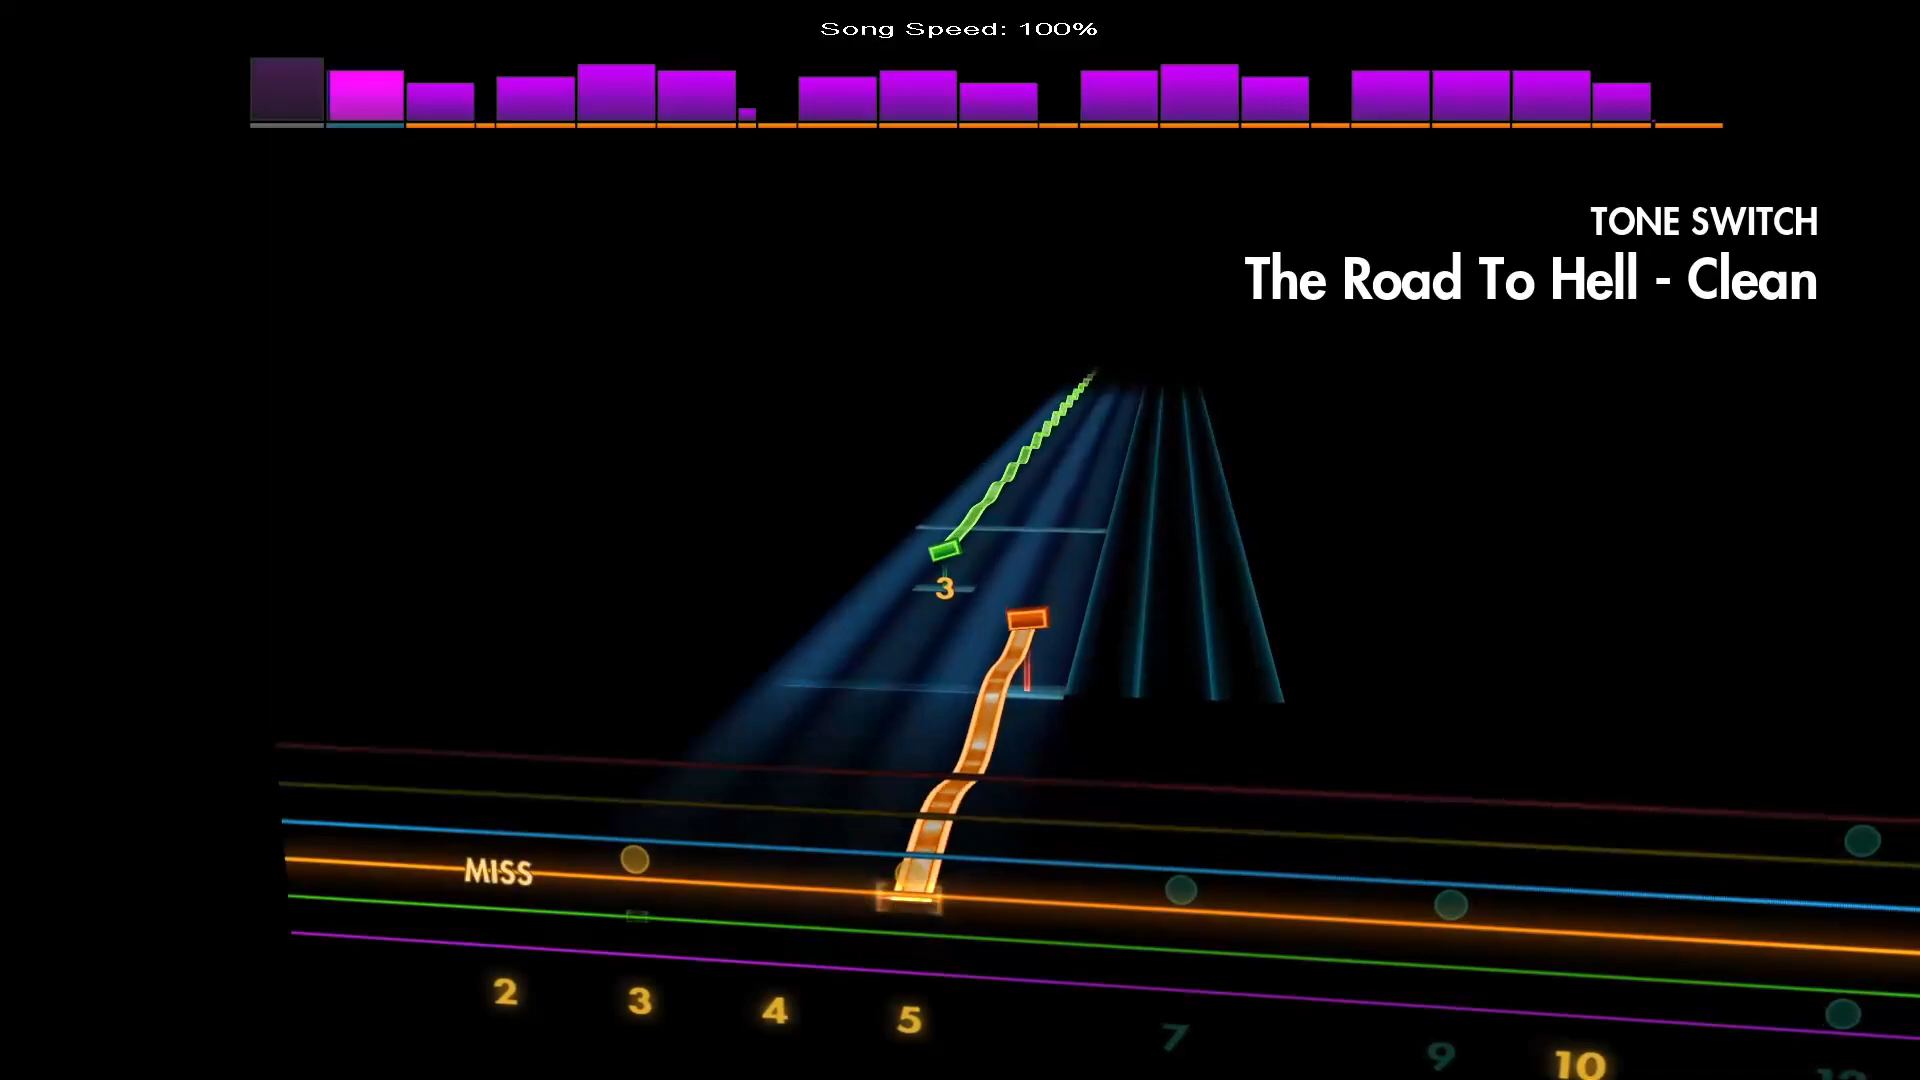 Song Speed: 100%
TONE SWITCH
The Road To Hell - Clean
3
MISS
2 3 4 5 7 9 10 12